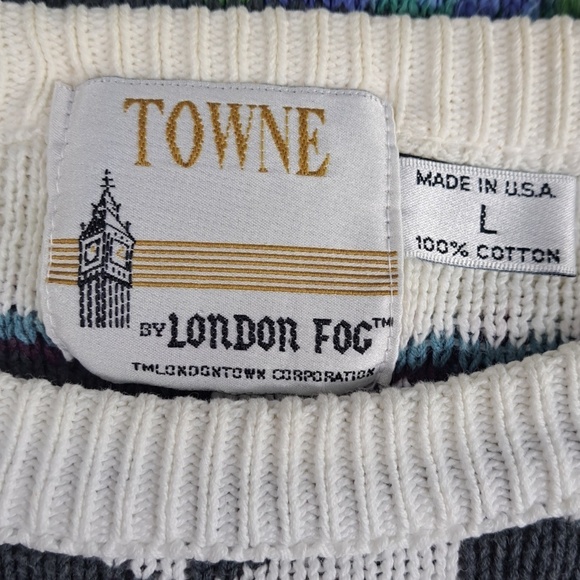 TOWNE
BY LONDON FOG™
TMLONDONTOWN CORPORATION
MADE IN U.S.A.
L
100% COTTON